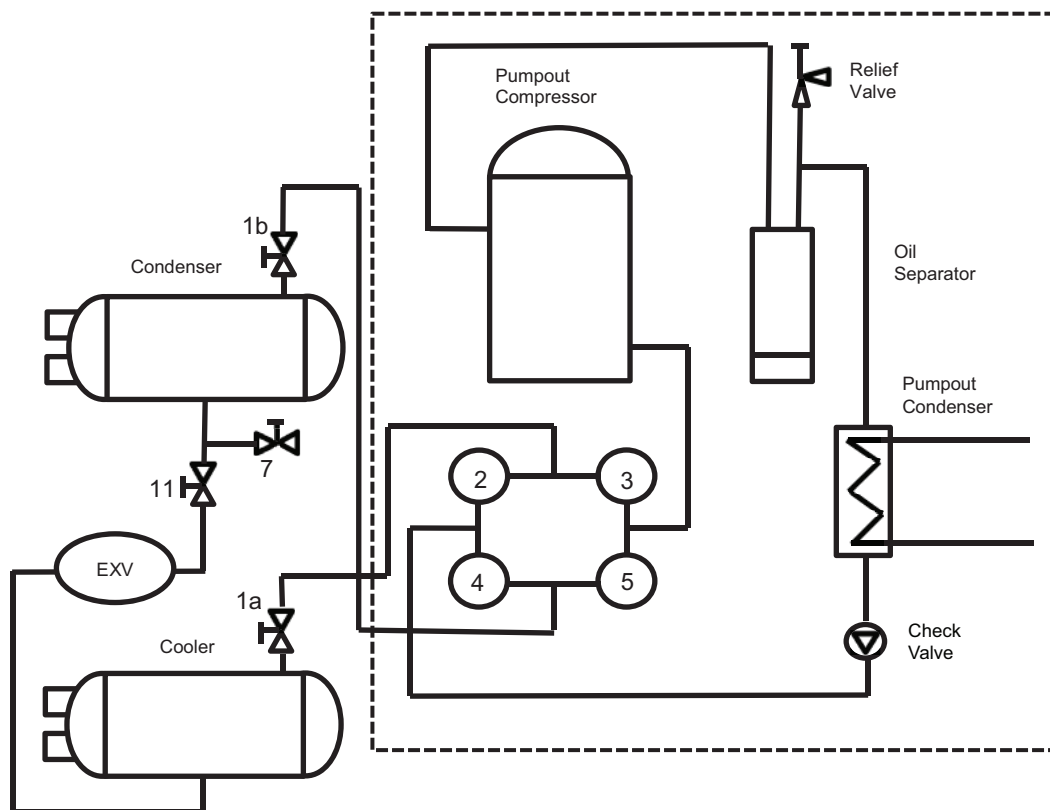 Pumpout
Compressor
Relief
Valve
1b
Condenser
Oil
Separator
Pumpout
Condenser
7
11
2
3
EXV
4
5
1a
Cooler
Check
Valve